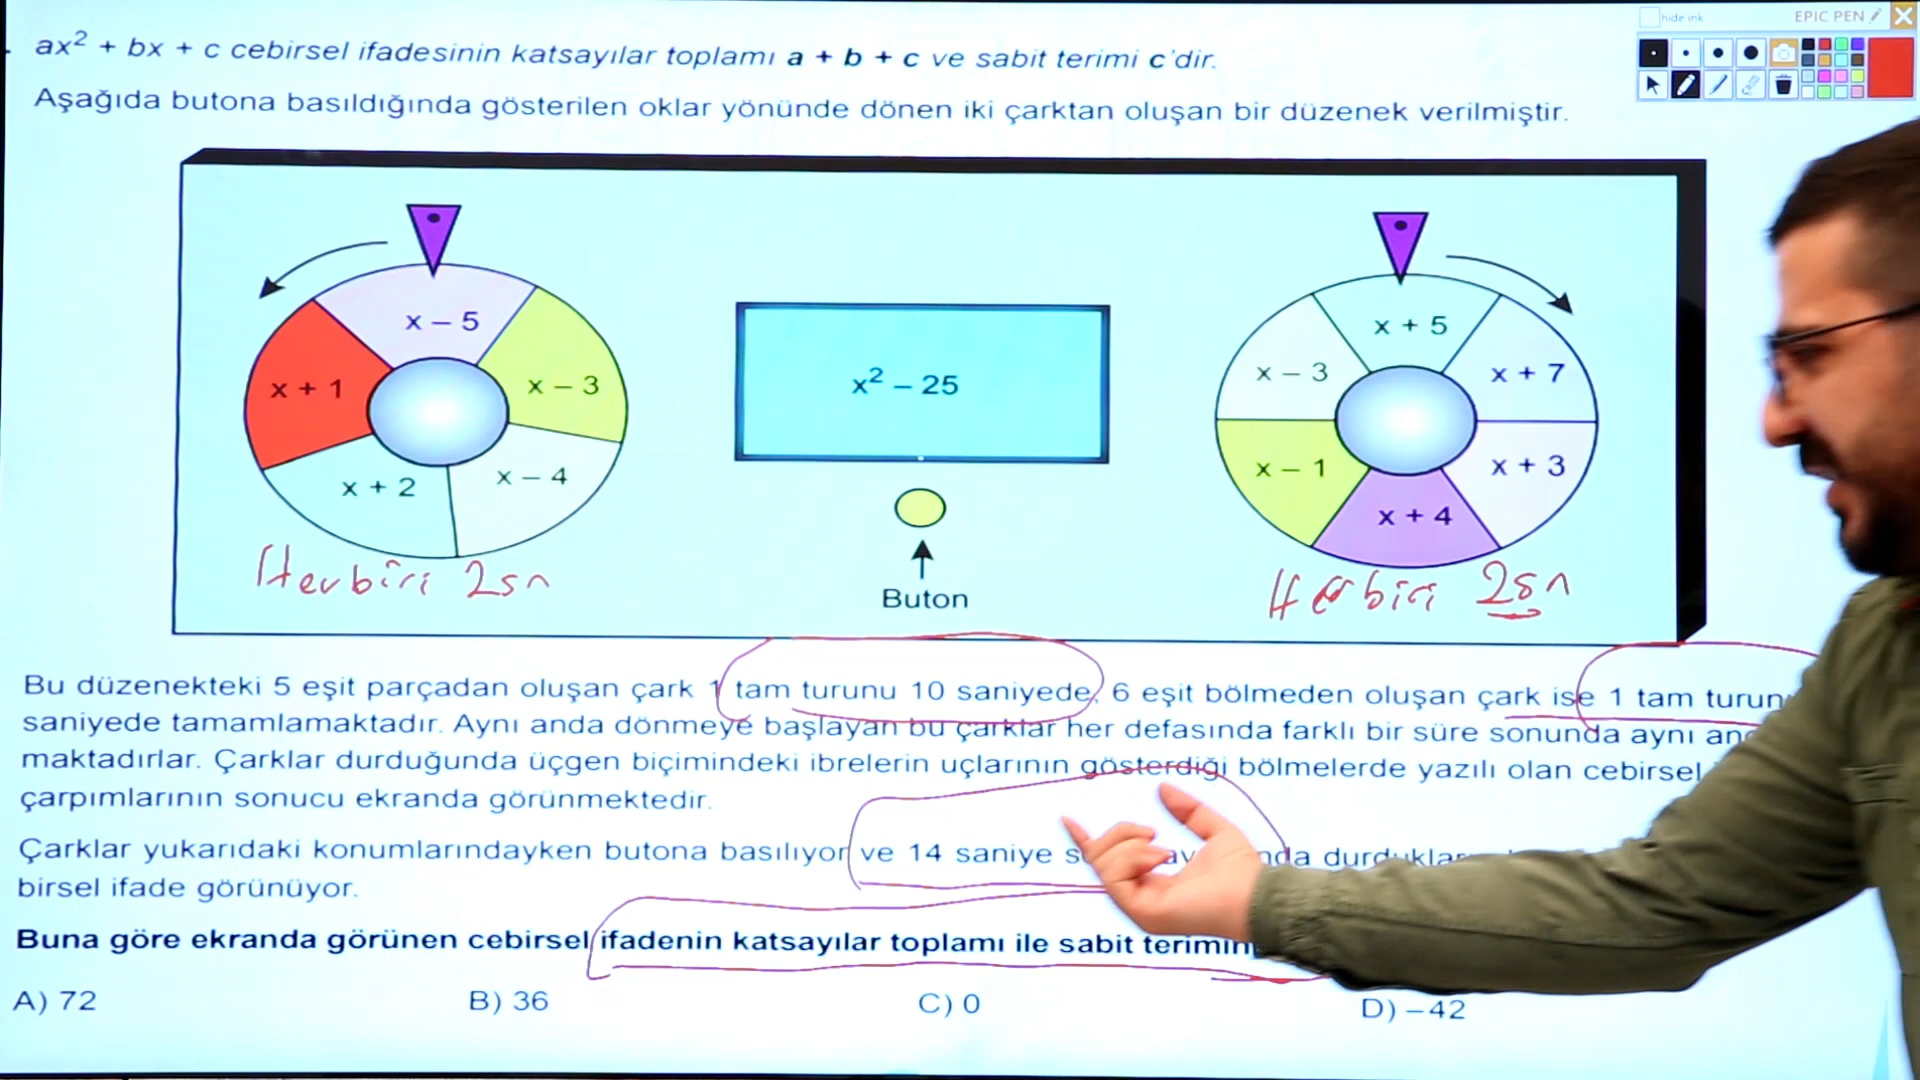 hide ink
EPIC PEN
ax² + bx + c cebirsel ifadesinin katsayılar toplamı a + b + c ve sabit terimi c'dir.
Aşağıda butona basıldığında gösterilen oklar yönünde dönen iki çarktan oluşan bir düzenek verilmiştir.
x – 5
x + 1
x – 3
x + 2
x – 4
Herbiri 2sn
x² – 25
Buton
x + 5
x – 3
x + 7
x – 1
x + 3
x + 4
Herbiri 2sn
Bu düzenekteki 5 eşit parçadan oluşan çark 1 tam turunu 10 saniyede, 6 eşit bölmeden oluşan çark ise 1 tam
saniyede tamamlamaktadır. Aynı anda dönmeye başlayan bu çarklar her defasında farklı bir süre sonunda aynı
maktadırlar. Çarklar durduğunda üçgen biçimindeki ibrelerin uçlarının gösterdiği bölmelerde yazılı olan cebirsel
çarpımlarının sonucu ekranda görünmektedir.
Çarklar yukarıdaki konumlarındayken butona basılıyor ve 14 saniye
birsel ifade görünüyor.
Buna göre ekranda görünen cebirsel ifadenin katsayılar toplamı ile sabit terimin
A) 72
B) 36
C) 0
D) –42